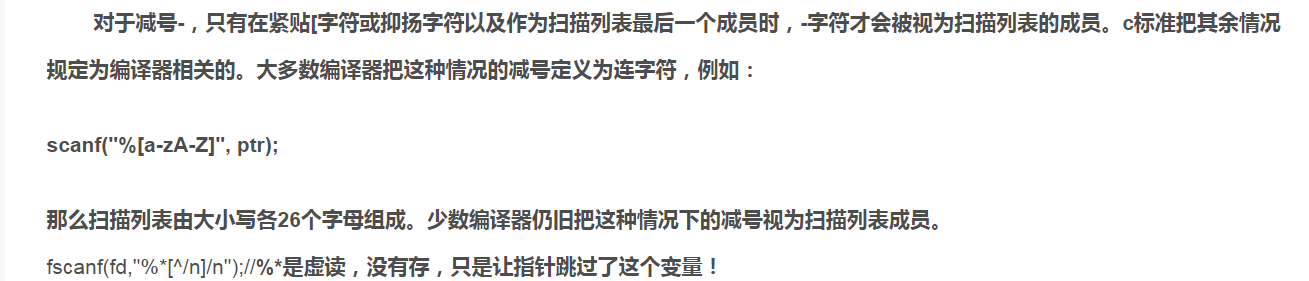 对于减号-，只有在紧贴[字符或抑扬字符以及作为扫描列表最后一个成员时，-字符才会被视为扫描列表的成员。c标准把其余情况
规定为编译器相关的。大多数编译器把这种情况的减号定义为连字符，例如：
scanf("%[a-zA-Z]", ptr);
那么扫描列表由大小写各26个字母组成。少数编译器仍旧把这种情况下的减号视为扫描列表成员。
fscanf(fd,"%*[^/n]/n");//%*是虚读，没有存，只是让指针跳过了这个变量！